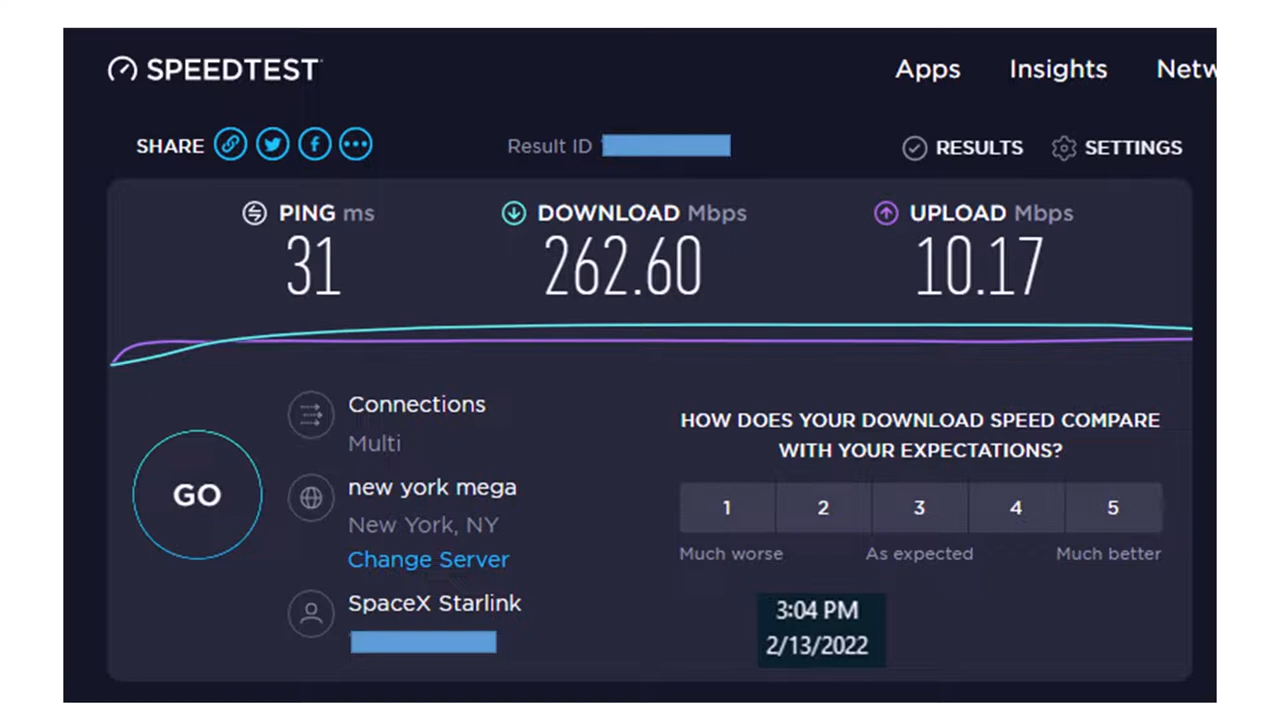 SPEEDTEST
Apps Insights
SHARE Result ID RESULTS SETTINGS
PING ms DOWNLOAD Mbps UPLOAD Mbps
31 262.60 10.17
Connections
Multi
new york mega
New York, NY
Change Server
SpaceX Starlink
GO
HOW DOES YOUR DOWNLOAD SPEED COMPARE
WITH YOUR EXPECTATIONS?
1 2 3 4 5
Much worse As expected Much better
3:04 PM
2/13/2022